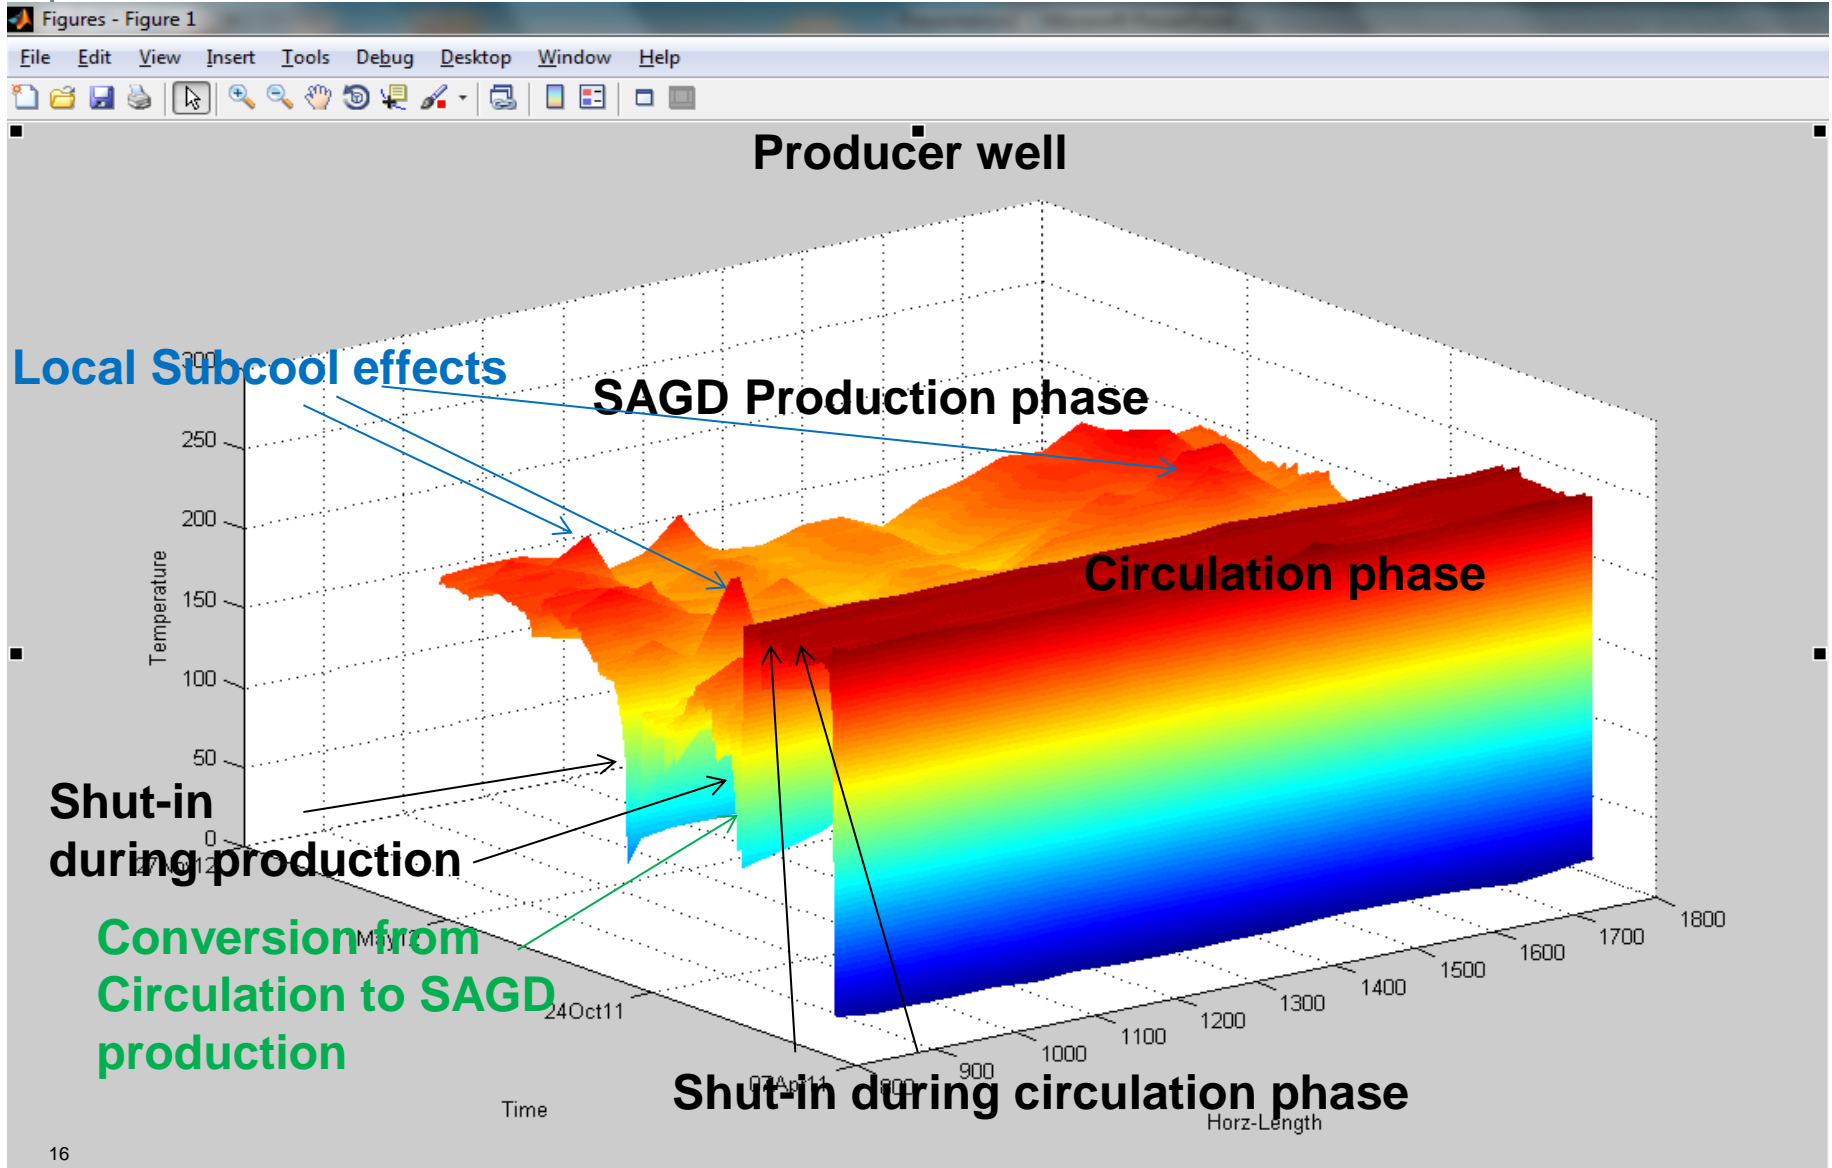 Figures - Figure 1
File Edit View Insert Tools Debug Desktop Window Help
Producer well
Local Subcool effects
SAGD Production phase
Circulation phase
300
250
200
150
100
50
0
Temperature
Shut-in
during production
Conversion from
Circulation to SAGD
production
May12
24Oct11
07Apr11
Time
800
900
1000
1100
1200
1300
1400
1500
1600
1700
1800
Shut-in during circulation phase
Horz-Length
16